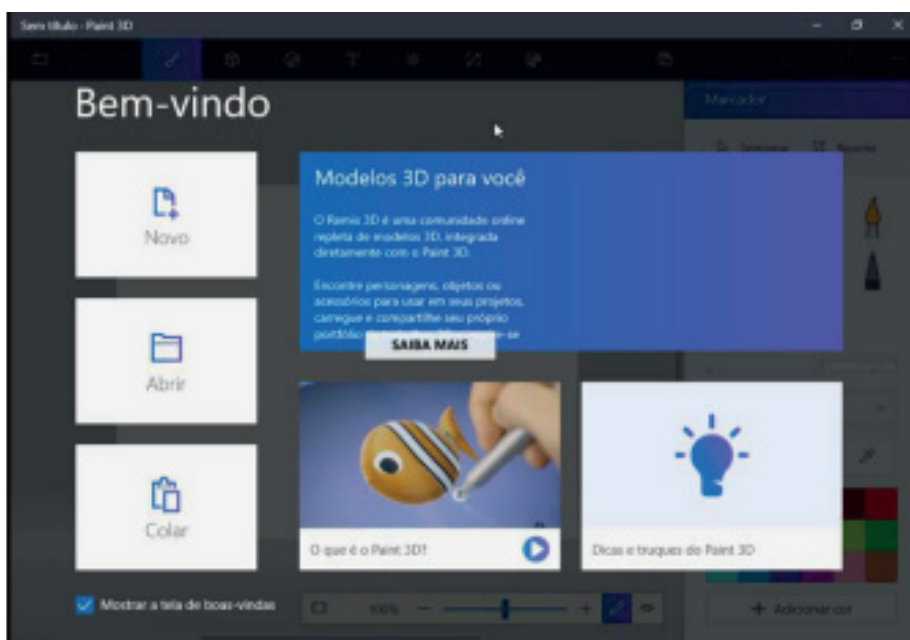 Sem título - Paint 3D
Bem-vindo
Marcador
Selecionar
Recortar
Novo
Modelos 3D para você
O Remix 3D é uma comunidade online
repleta de modelos 3D, integrada
diretamente com o Paint 3D.
Encontre personagens, objetos ou
acessórios para usar em seus projetos,
carregue e compartilhe seu próprio
portfólio
SAIBA MAIS
Abrir
Colar
O que é o Paint 3D?
Dicas e truques do Paint 3D
Mostrar a tela de boas-vindas
100%
Adicionar cor